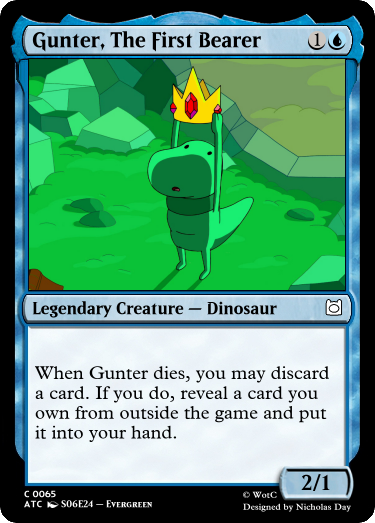 Gunter, The First Bearer 1
Legendary Creature — Dinosaur
When Gunter dies, you may discard
a card. If you do, reveal a card you
own from outside the game and put
it into your hand.
2/1
C 0065
ATC S06E24 – Evergreen
© WotC
Designed by Nicholas Day